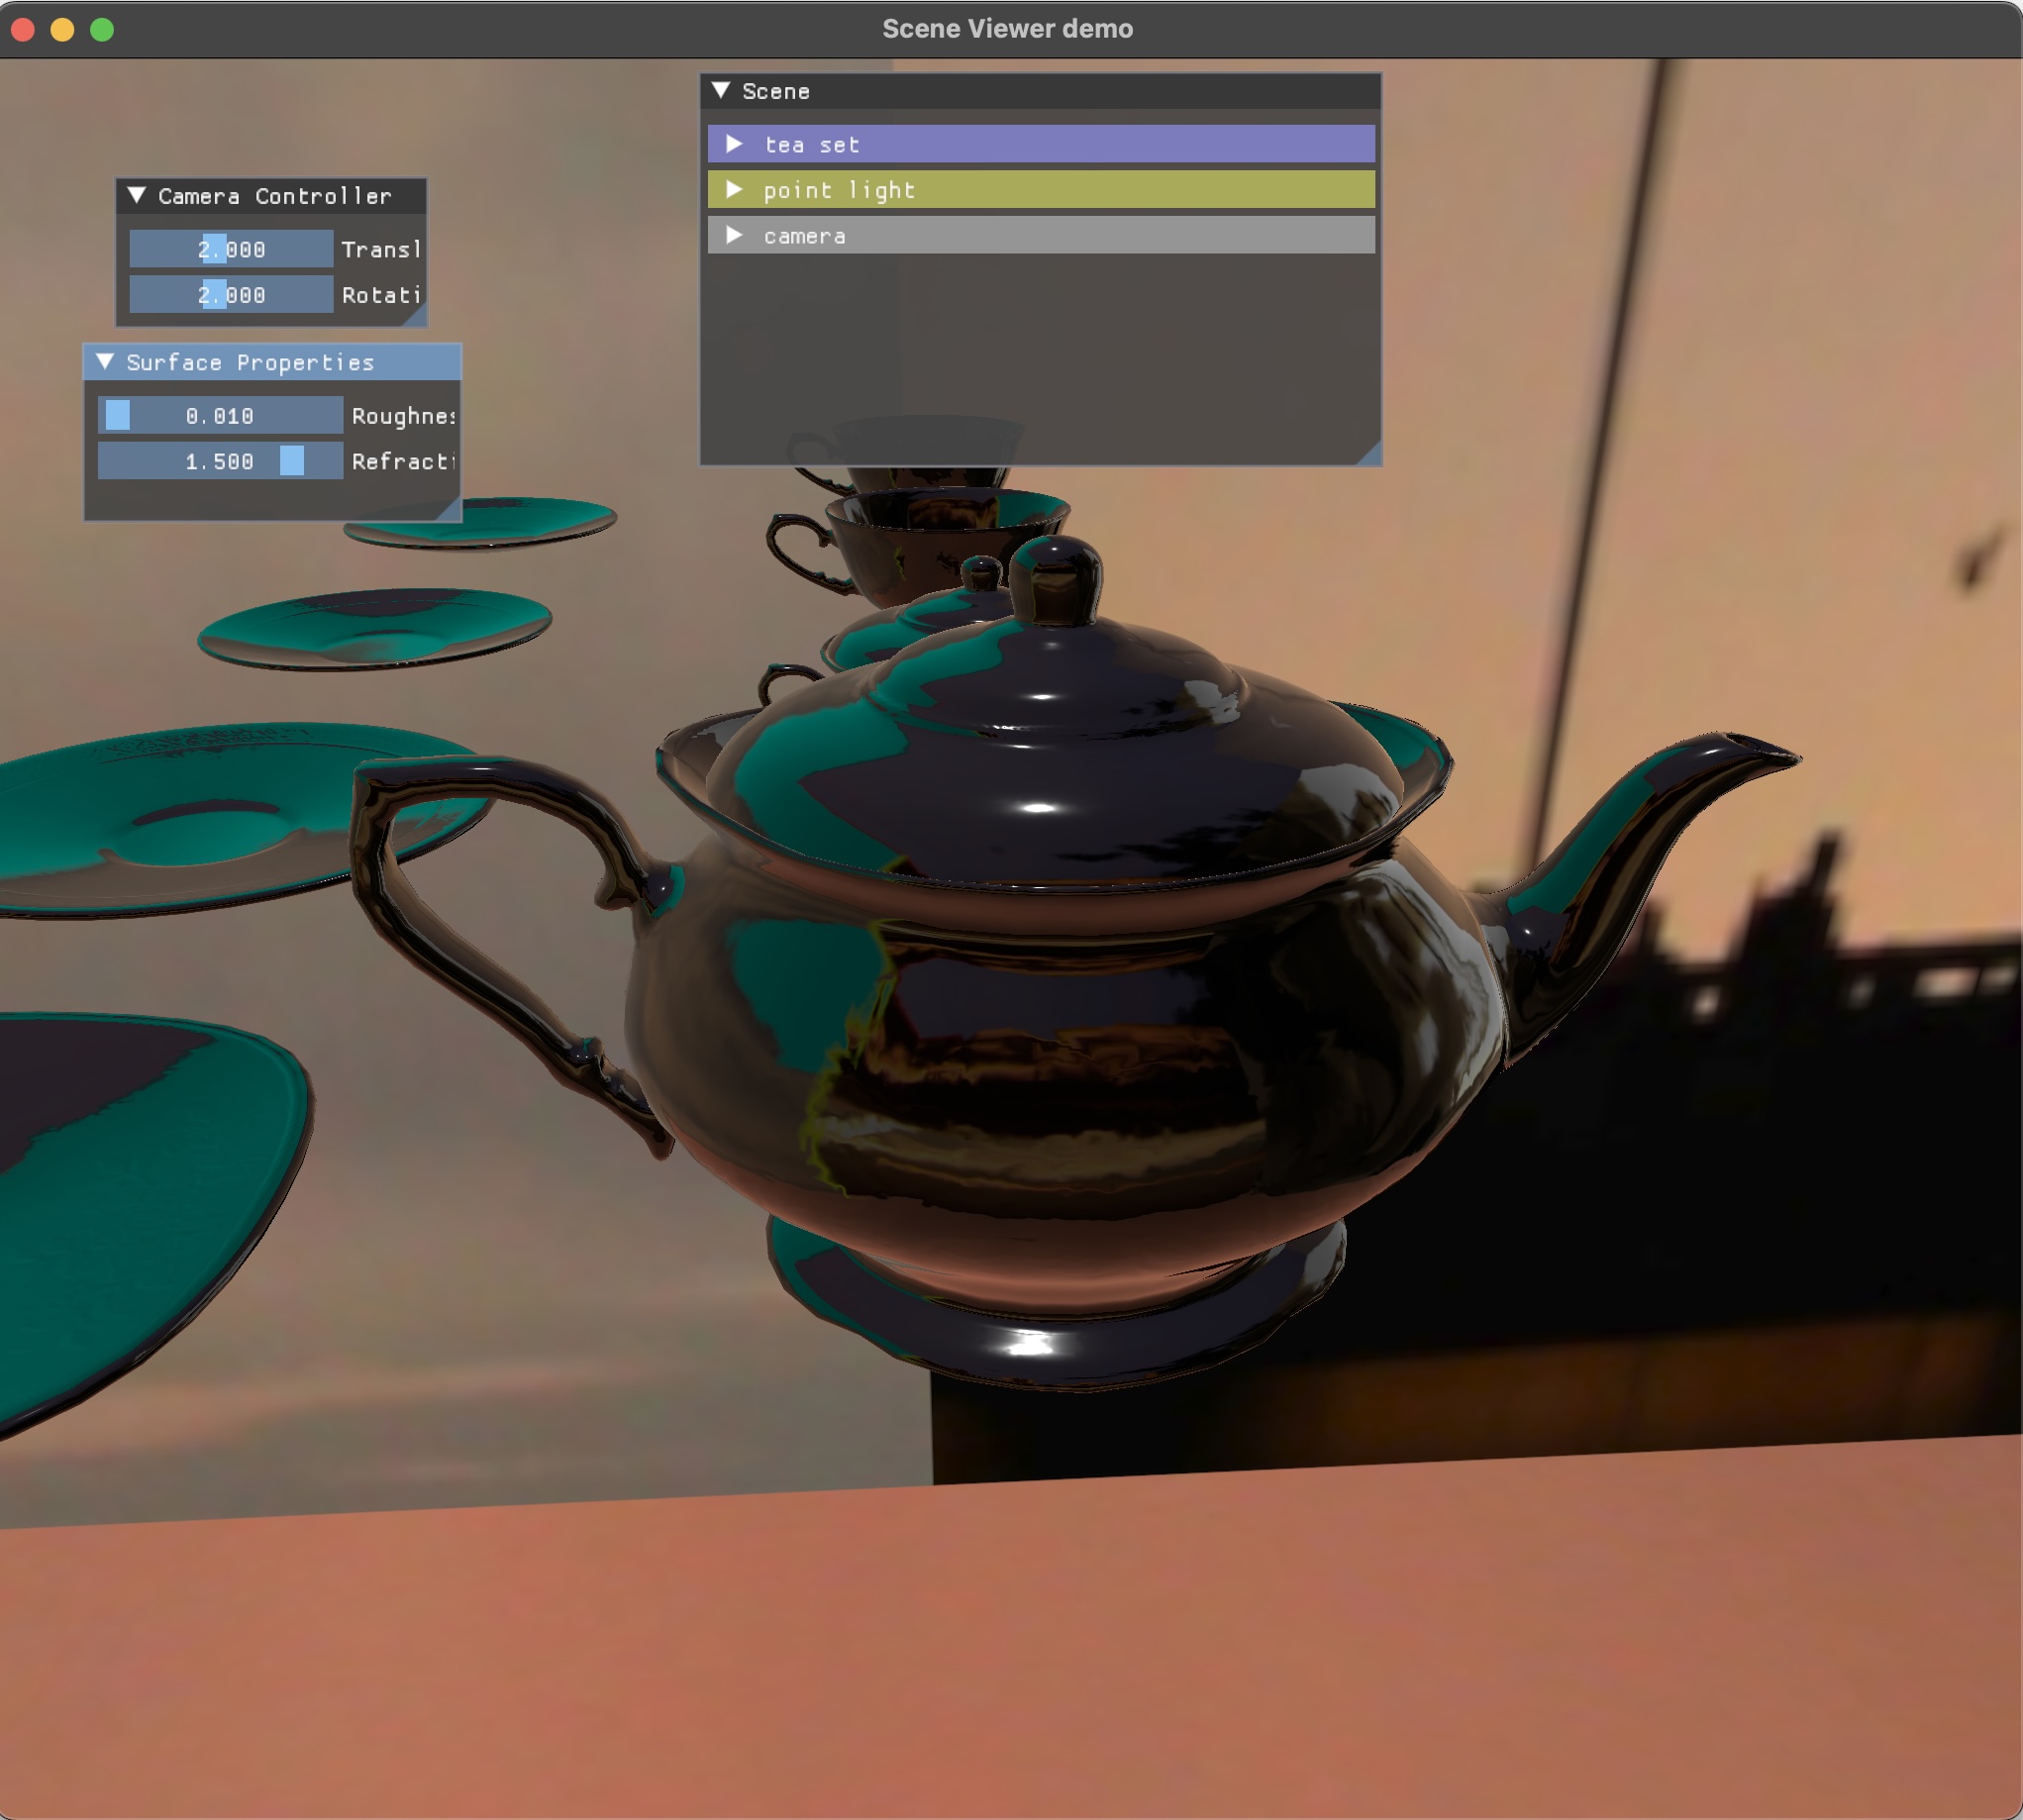 Scene Viewer demo
Scene
tea set
point light
camera
Camera Controller
2.000 Transl
2.000 Rotati
Surface Properties
0.010 Roughnes
1.500 Refracti